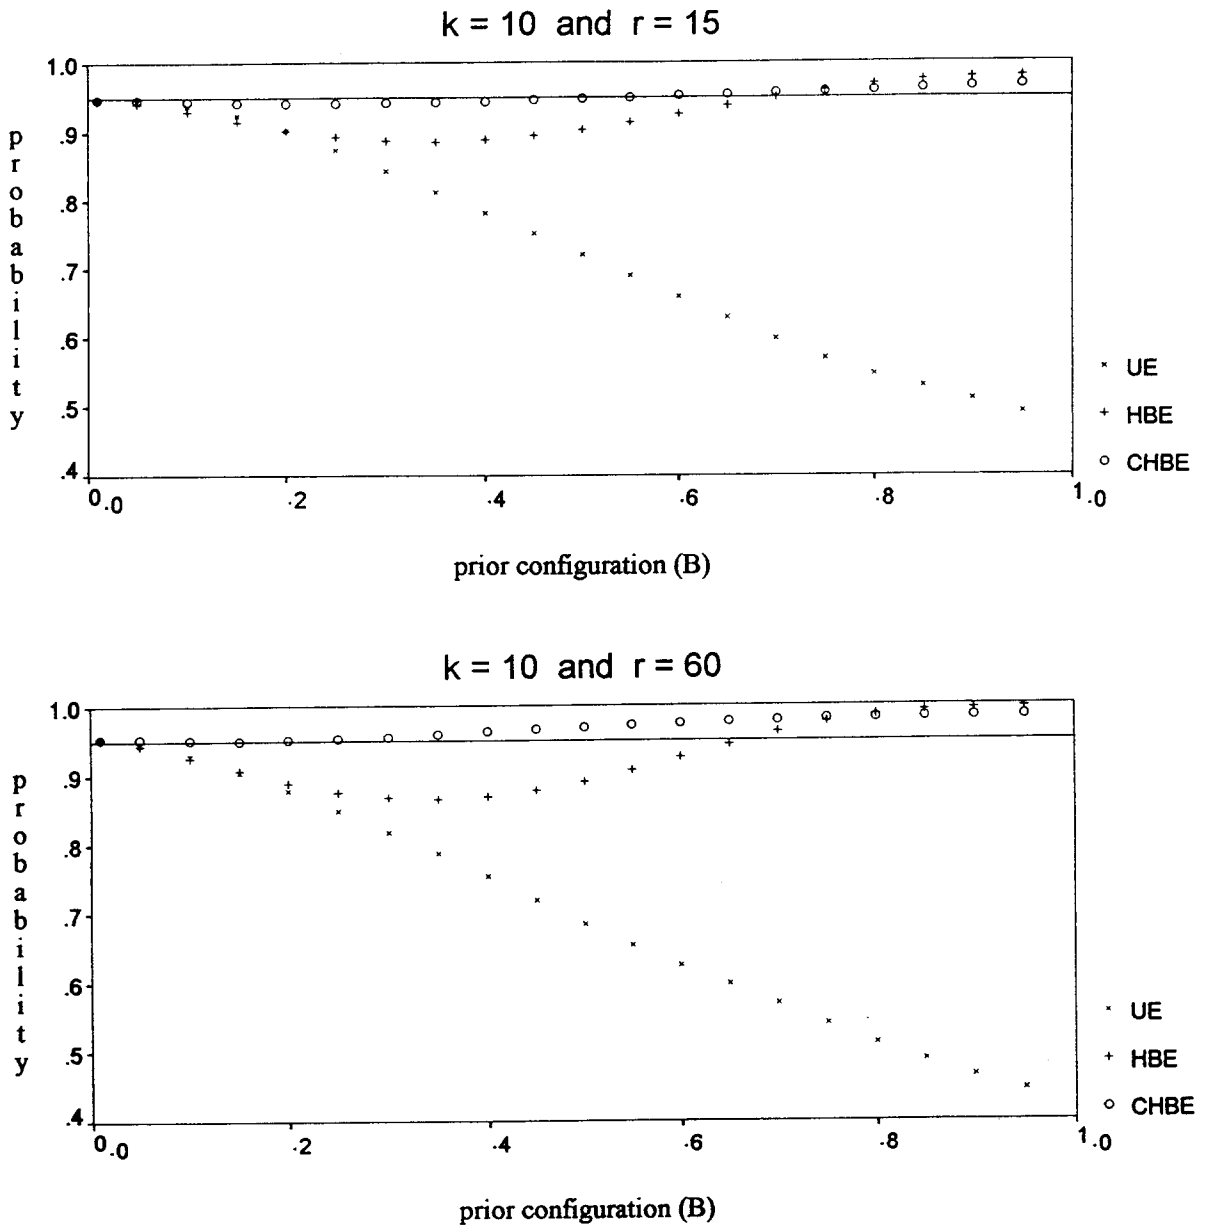 k = 10 and r = 15
probability
1.0
.9
.8
.7
.6
.5
.4
0.0 .2 .4 .6 .8 1.0
prior configuration (B)
× UE
+ HBE
o CHBE
k = 10 and r = 60
probability
1.0
.9
.8
.7
.6
.5
.4
0.0 .2 .4 .6 .8 1.0
prior configuration (B)
× UE
+ HBE
o CHBE